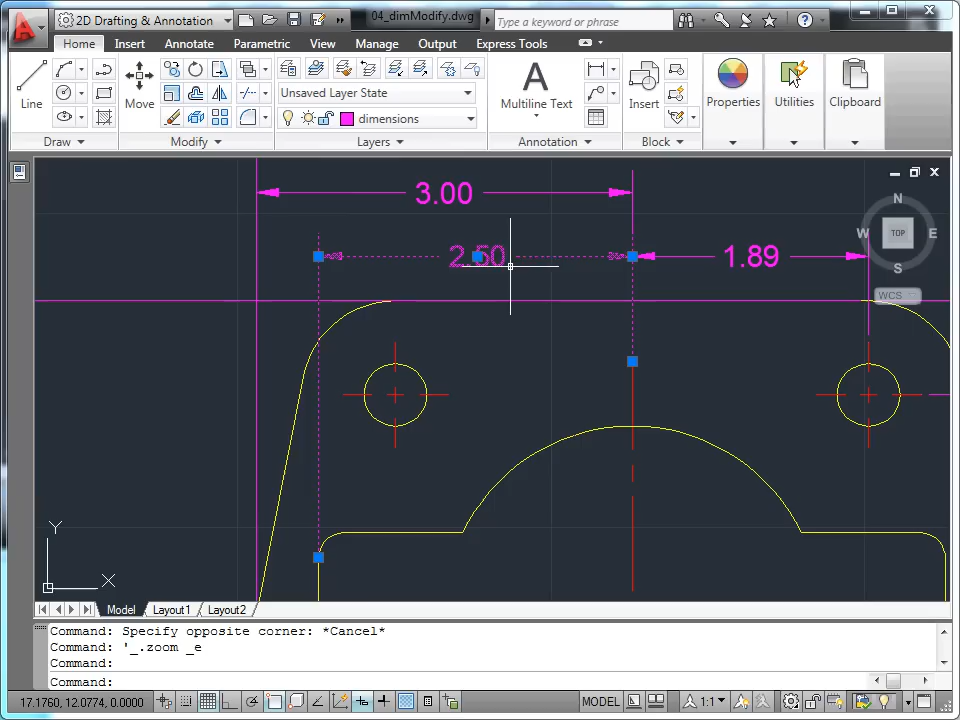 2D Drafting & Annotation
04_dimModify.dwg
Type a keyword or phrase
Home Insert Annotate Parametric View Manage Output Express Tools
Line
Move
Unsaved Layer State
dimensions
Multiline Text
Insert
Properties
Utilities
Clipboard
Draw
Modify
Layers
Annotation
Block
3.00
2.50
1.89
N
W
TOP
E
S
WCS
Y
X
Model Layout1 Layout2
Command: Specify opposite corner: *Cancel*
Command: '_.zoom _e
Command:
Command:
17.1760, 12.0774, 0.0000
MODEL
1:1